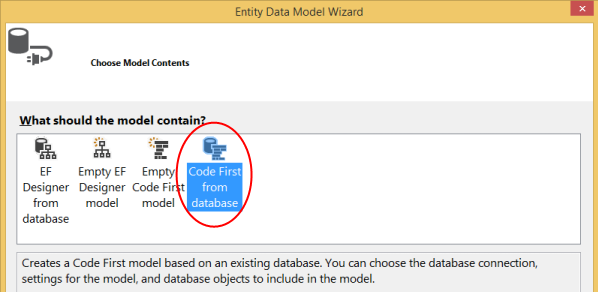 Entity Data Model Wizard
Choose Model Contents
What should the model contain?
EF
Designer
from
database
Empty EF
Designer
model
Empty
Code First
model
Code First
from
database
Creates a Code First model based on an existing database. You can choose the database connection,
settings for the model, and database objects to include in the model.